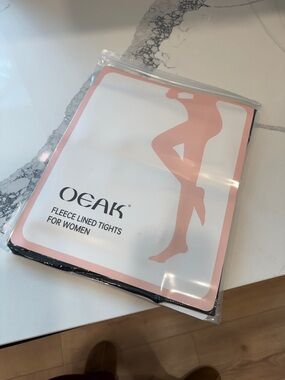 OEAK®
FLEECE LINED TIGHTS
FOR WOMEN